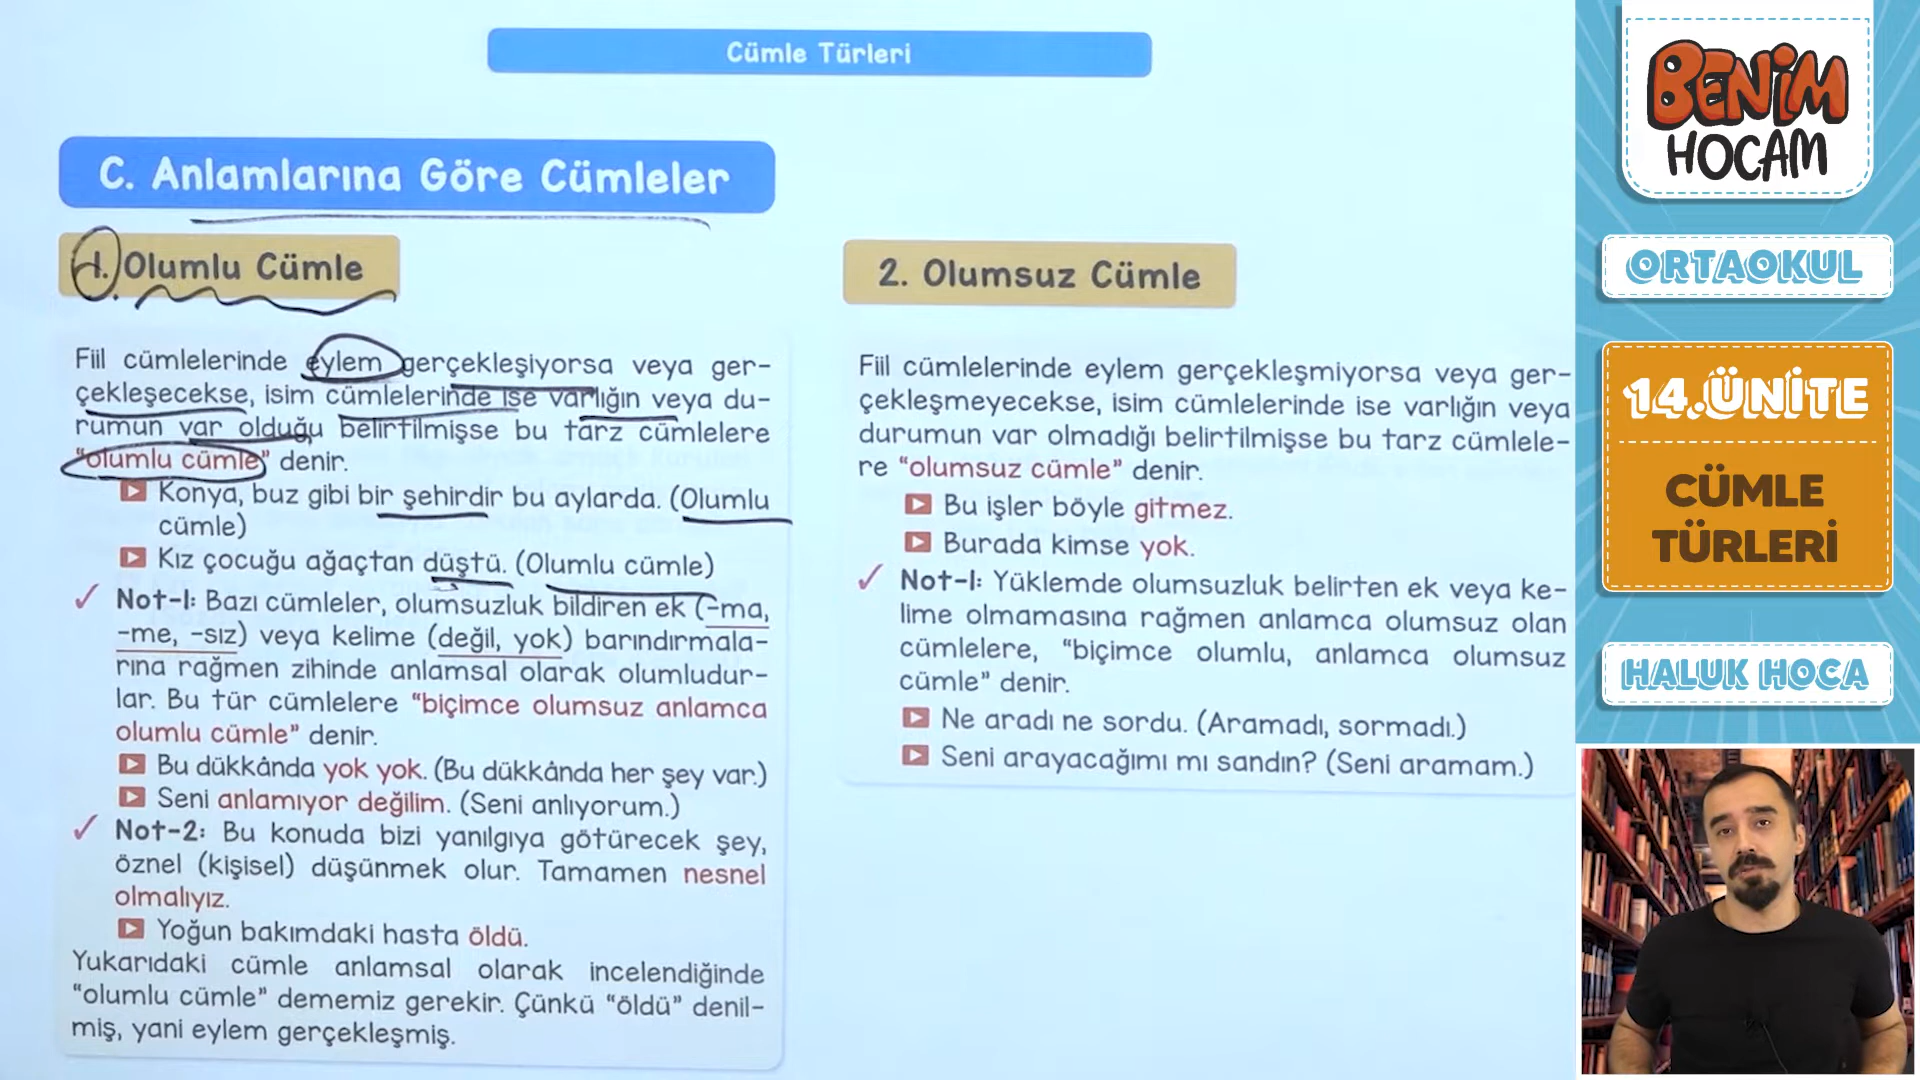 Cümle Türleri
C. Anlamlarına Göre Cümleler
1. Olumlu Cümle
Fiil cümlelerinde eylem gerçekleşiyorsa veya ger-
çekleşecekse, isim cümlelerinde ise varlığın veya du-
rumun var olduğu belirtilmişse bu tarz cümlelere
"olumlu cümle" denir.
Konya, buz gibi bir şehirdir bu aylarda. (Olumlu
cümle)
Kız çocuğu ağaçtan düştü. (Olumlu cümle)
Not-1: Bazı cümleler, olumsuzluk bildiren ek (-ma,
-me, -sız) veya kelime (değil, yok) barındırmala-
rına rağmen zihinde anlamsal olarak olumludur-
lar. Bu tür cümlelere "biçimce olumsuz anlamca
olumlu cümle" denir.
Bu dükkânda yok yok. (Bu dükkânda her şey var.)
Seni anlamıyor değilim. (Seni anlıyorum.)
Not-2: Bu konuda bizi yanılgıya götürecek şey,
öznel (kişisel) düşünmek olur. Tamamen nesnel
olmalıyız.
Yoğun bakımdaki hasta öldü.
Yukarıdaki cümle anlamsal olarak incelendiğinde
"olumlu cümle" dememiz gerekir. Çünkü "öldü" denil-
miş, yani eylem gerçekleşmiş.
2. Olumsuz Cümle
Fiil cümlelerinde eylem gerçekleşmiyorsa veya ger-
çekleşmeyecekse, isim cümlelerinde ise varlığın veya
durumun var olmadığı belirtilmişse bu tarz cümlele-
re "olumsuz cümle" denir.
Bu işler böyle gitmez.
Burada kimse yok.
Not-1: Yüklemde olumsuzluk belirten ek veya ke-
lime olmamasına rağmen anlamca olumsuz olan
cümlelere, "biçimce olumlu, anlamca olumsuz
cümle" denir.
Ne aradı ne sordu. (Aramadı, sormadı.)
Seni arayacağımı mı sandın? (Seni aramam.)
BENİM
HOCAM
ORTAOKUL
14.ÜNİTE
CÜMLE
TÜRLERİ
HALUK HOCA